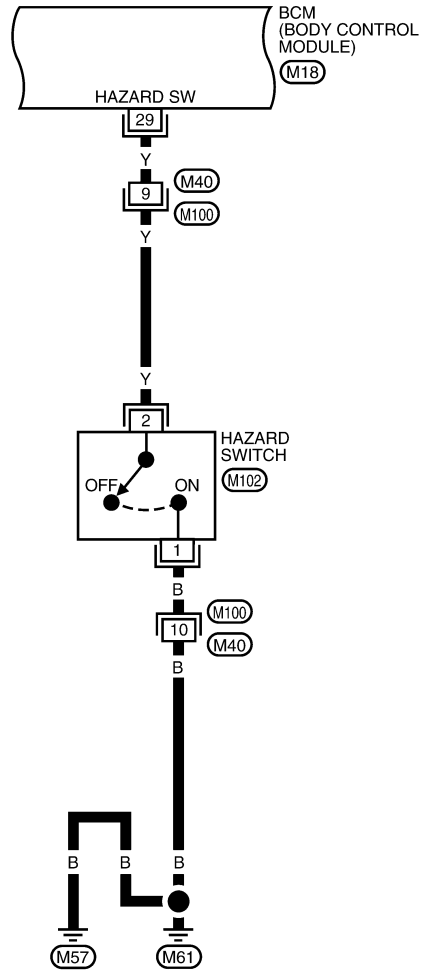 BCM
(BODY CONTROL
MODULE)
M18
HAZARD SW
29
Y
9
M40
M100
Y
Y
2
HAZARD
SWITCH
M102
OFF
ON
1
B
M100
10
M40
B
B
B
B
M57
M61